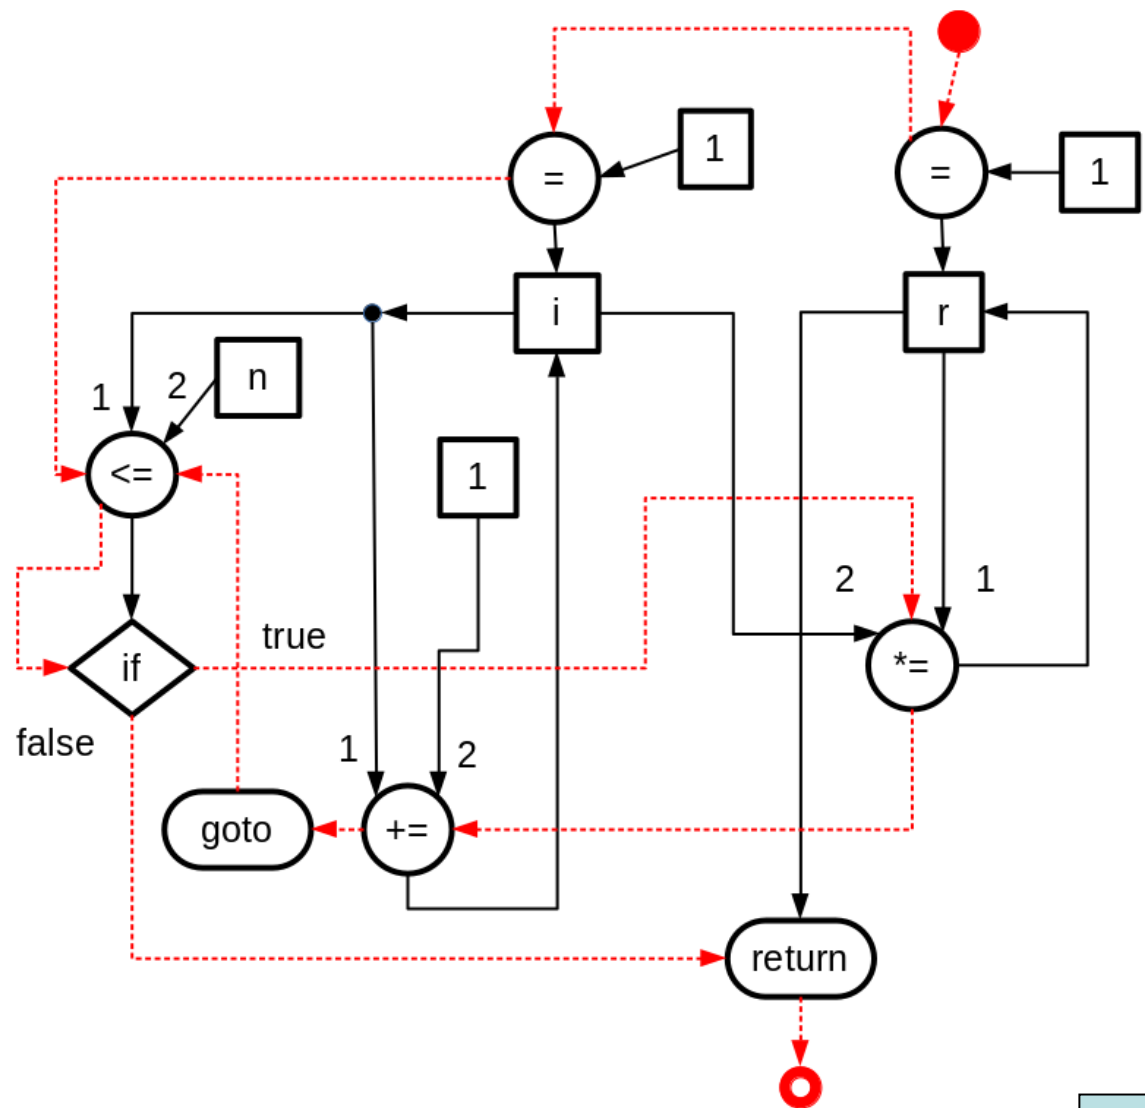 1
=
=
1
i
r
n
2
1
<=
1
2
1
true
if
*=
false
1
2
goto
+=
return